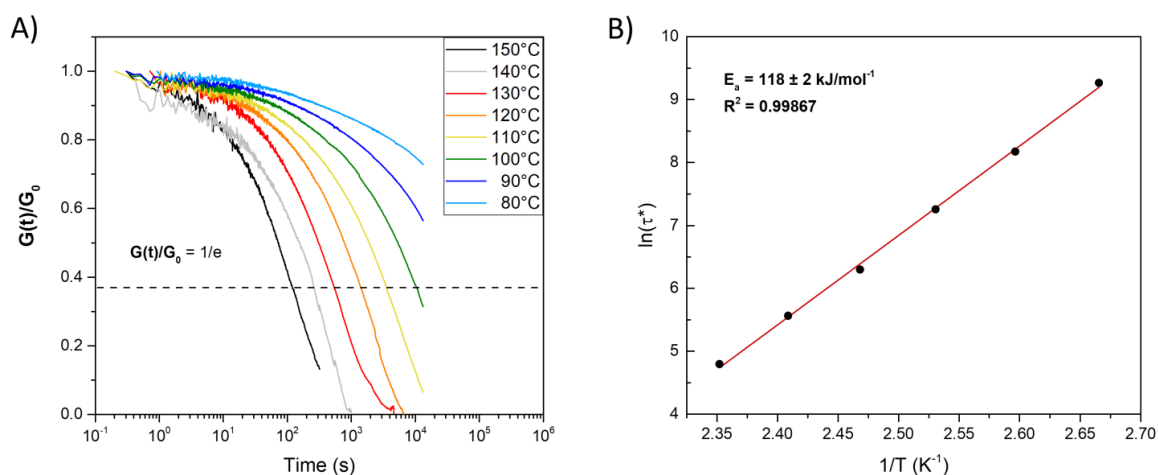 A)
G(t)/G₀
1.0
0.8
0.6
0.4
0.2
0.0
G(t)/G₀ = 1/e
150°C
140°C
130°C
120°C
110°C
100°C
90°C
80°C
10⁻¹ 10⁰ 10¹ 10² 10³ 10⁴ 10⁵ 10⁶
Time (s)
B)
ln(τ*)
10
9
8
7
6
5
4
Eₐ = 118 ± 2 kJ/mol⁻¹
R² = 0.99867
2.35 2.40 2.45 2.50 2.55 2.60 2.65 2.70
1/T (K⁻¹)